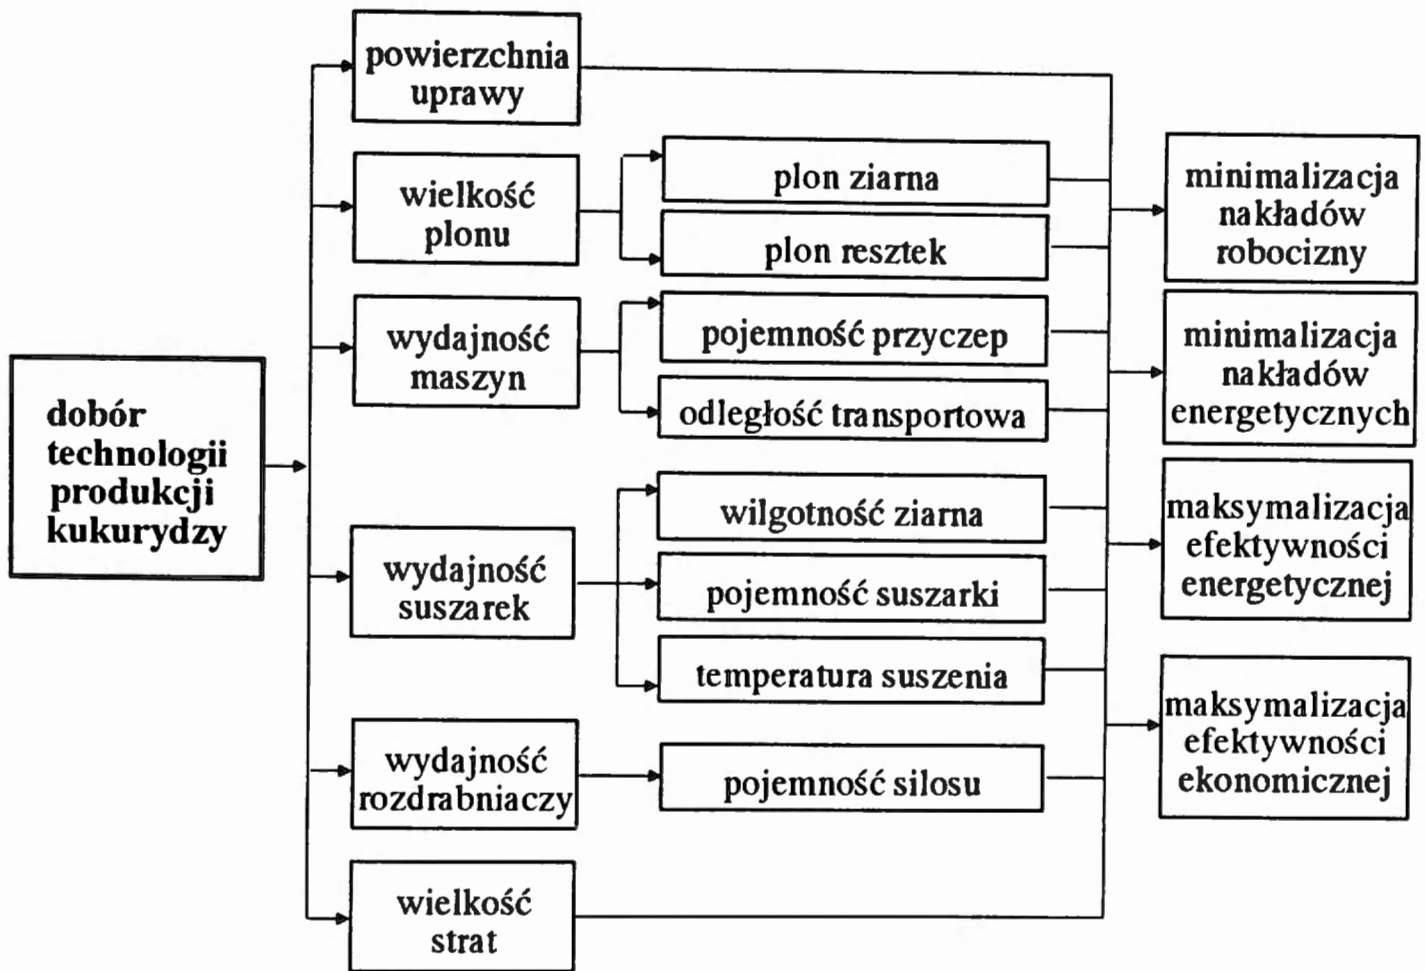 dobór
technologii
produkcji
kukurydzy
powierzchnia
uprawy
wielkość
plonu
wydajność
maszyn
wydajność
suszarek
wydajność
rozdrabniaczy
wielkość
strat
plon ziarna
plon resztek
pojemność przyczep
odległość transportowa
wilgotność ziarna
pojemność suszarki
temperatura suszenia
pojemność silosu
minimalizacja
nakładów
robocizny
minimalizacja
nakładów
energetycznych
maksymalizacja
efektywności
energetycznej
maksymalizacja
efektywności
ekonomicznej